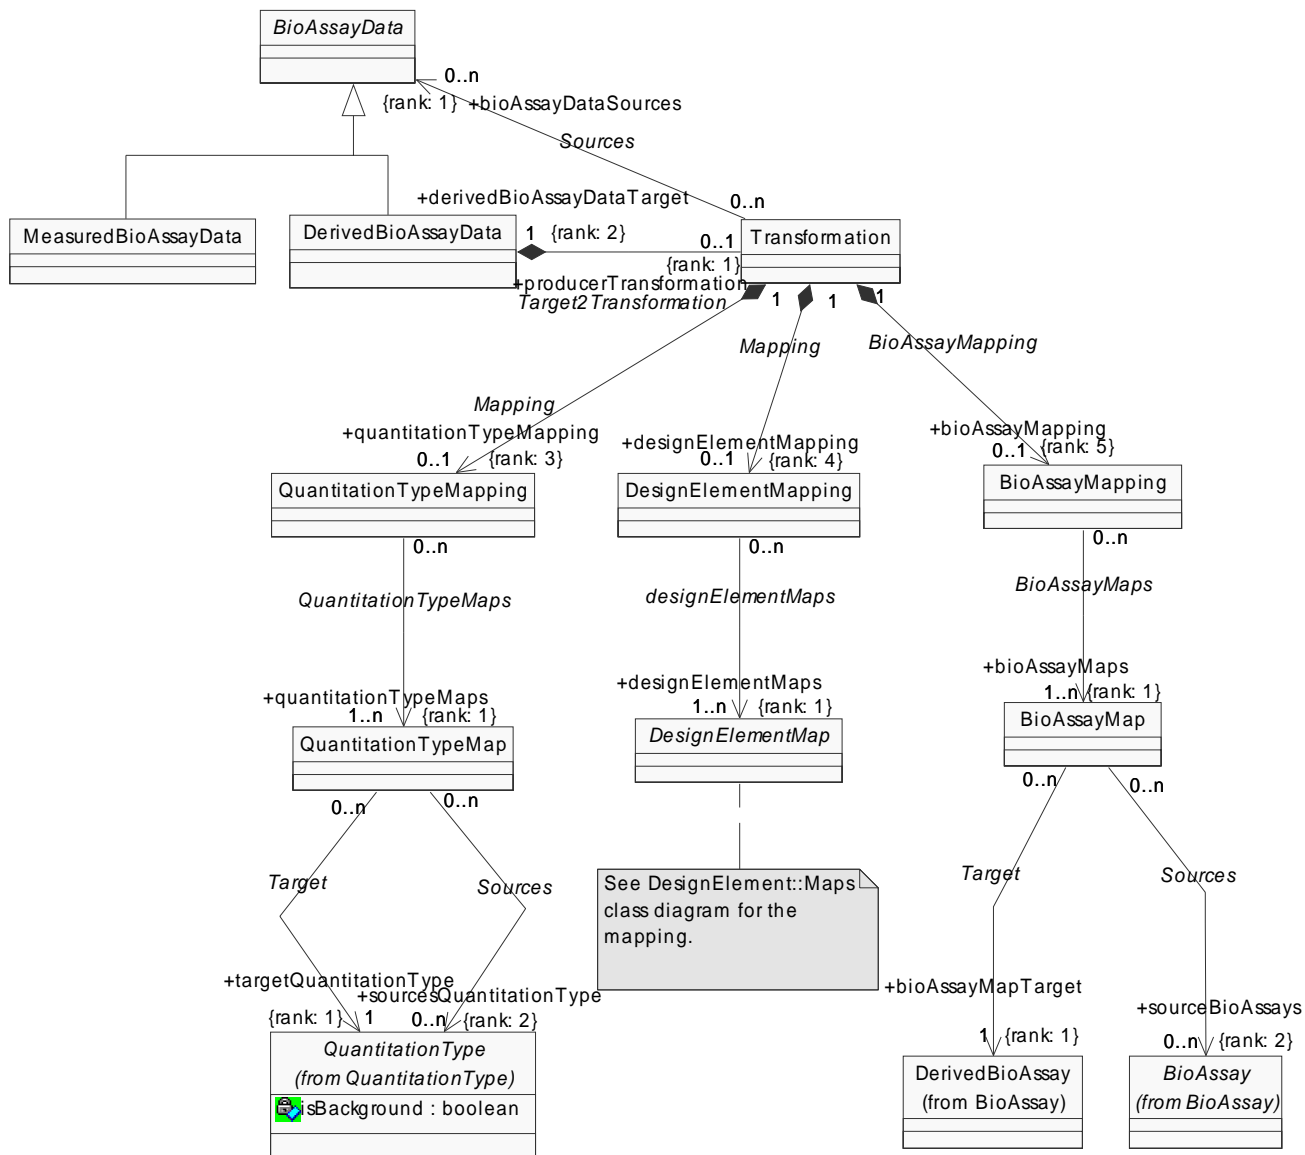 BioAssayData
0..n
{rank: 1}
+bioAssayDataSources
Sources
+derivedBioAssayDataTarget
0..n
MeasuredBioAssayData
DerivedBioAssayData
1
{rank: 2}
0..1
Transformation
{rank: 1}
+producerTransformation
Target2Transformation
1
1
1
Mapping
BioAssayMapping
Mapping
+quantitationTypeMapping
0..1
{rank: 3}
+designElementMapping
0..1
{rank: 4}
+bioAssayMapping
0..1
{rank: 5}
QuantitationTypeMapping
DesignElementMapping
BioAssayMapping
0..n
0..n
0..n
QuantitationTypeMaps
designElementMaps
BioAssayMaps
+quantitationTypeMaps
1..n
{rank: 1}
+designElementMaps
1..n
{rank: 1}
+bioAssayMaps
1..n
{rank: 1}
QuantitationTypeMap
DesignElementMap
BioAssayMap
0..n
0..n
0..n
0..n
Target
Sources
See DesignElement::Maps
class diagram for the
mapping.
Target
Sources
+targetQuantitationType
+sourcesQuantitationType
{rank: 1}
1
0..n
{rank: 2}
+bioAssayMapTarget
1
{rank: 1}
+sourceBioAssays
0..n
{rank: 2}
QuantitationType
(from QuantitationType)
isBackground : boolean
DerivedBioAssay
(from BioAssay)
BioAssay
(from BioAssay)